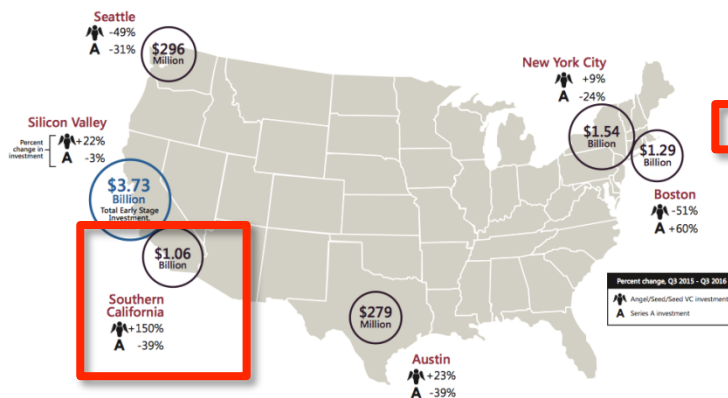 Seattle
-49%
A -31%
$296
Million
New York City
+9%
A -24%
$1.54
Billion
$1.29
Billion
Boston
-51%
A +60%
Silicon Valley
Percent
change in
investment
+22%
A -3%
$3.73
Billion
Total Early Stage
Investment,
$1.06
Billion
Southern
California
+150%
A -39%
$279
Million
Austin
+23%
A -39%
Percent change, Q3 2015 - Q3 2016
Angel/Seed/Seed VC investment
A Series A investment